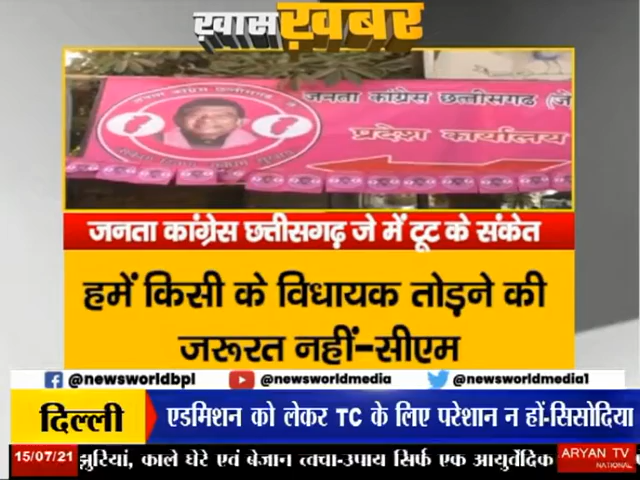 ख़ास ख़बर
जनता कांग्रेस छत्तीसगढ़ (जे
प्रदेश कार्यालय
जनता कांग्रेस छत्तीसगढ़ जे में टूट के संकेत
हमें किसी के विधायक तोड़ने की
जरूरत नहीं-सीएम
@newsworldbpl @newsworldmedia @newsworldmedia1
दिल्ली एडमिशन को लेकर TC के लिए परेशान न हों-सिसोदिया
15/07/21 झुरियां, काले घेरे एवं बेजान त्वचा-उपाय सिर्फ एक आयुर्वेदिक ARYAN TV
NATIONAL